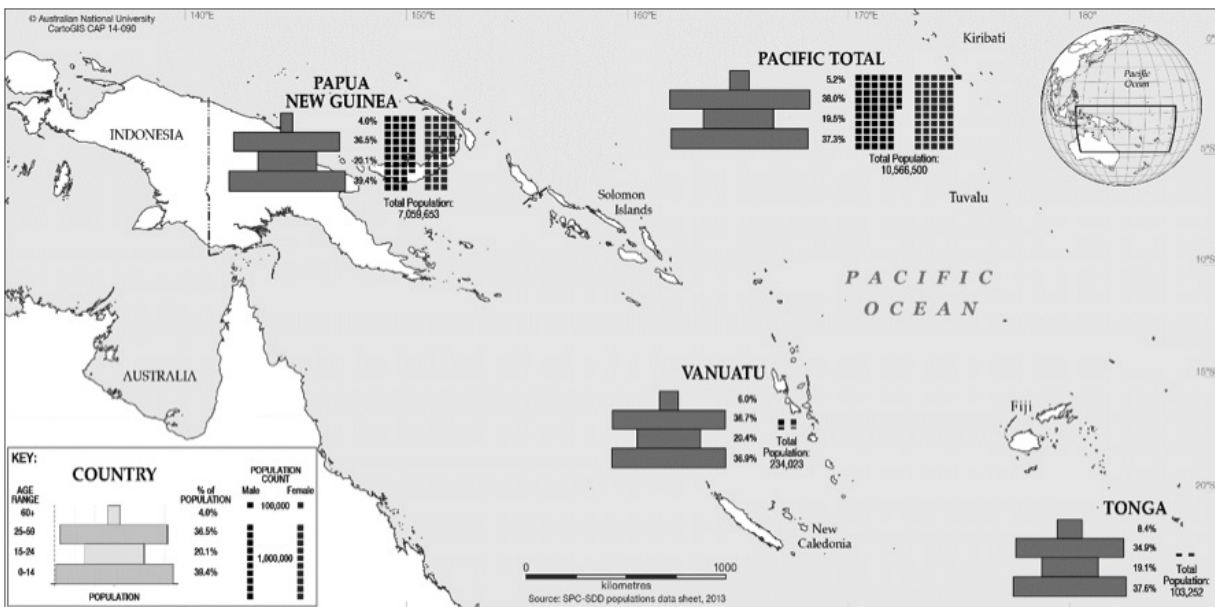 © Australian National University
CartoGIS CAP 14-090
140°E
150°E
160°E
170°E
180°
0°
5°S
10°S
15°S
20°S
PAPUA
NEW GUINEA
4.0%
36.5%
20.1%
39.4%
Total Population:
7,059,653
INDONESIA
PACIFIC TOTAL
5.2%
38.0%
19.5%
37.3%
Total Population:
10,566,500
Kiribati
Pacific
Ocean
Solomon
Islands
Tuvalu
PACIFIC
OCEAN
AUSTRALIA
VANUATU
6.0%
36.7%
20.4%
36.9%
Total
Population:
234,023
Fiji
New
Caledonia
TONGA
8.4%
34.9%
19.1%
37.6%
Total
Population:
103,252
KEY:
COUNTRY
AGE
RANGE
% of
POPULATION
POPULATION
COUNT
Male Female
60+ 4.0% 100,000
25-59 36.5%
15-24 20.1% 1,000,000
0-14 39.4%
POPULATION
0 1000
kilometres
Source: SPC-SDD populations data sheet, 2013